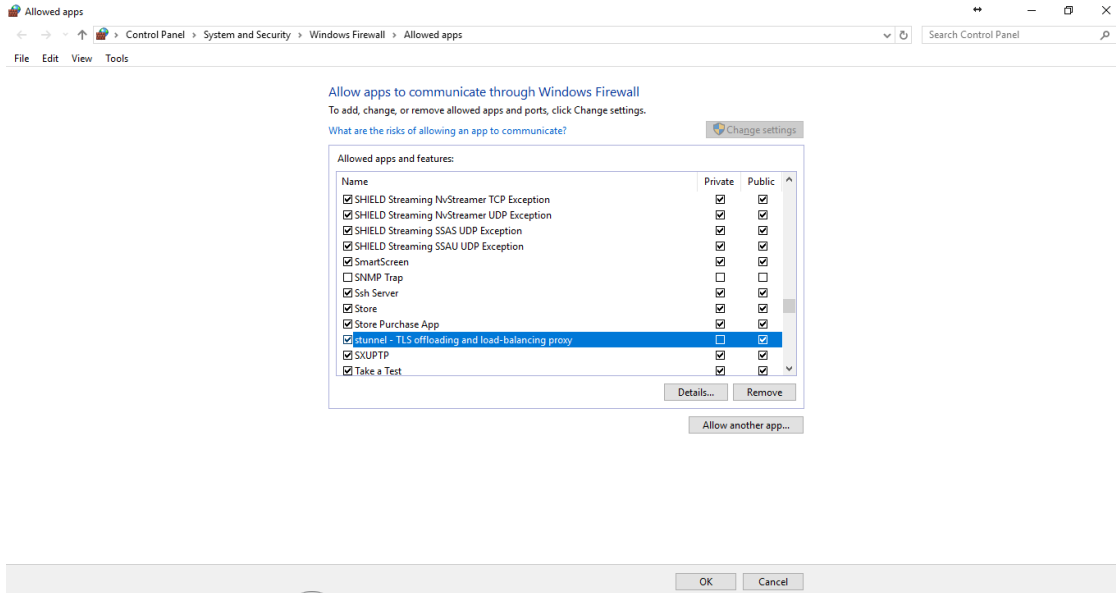 Allowed apps
Control Panel > System and Security > Windows Firewall > Allowed apps
Search Control Panel
File Edit View Tools
Allow apps to communicate through Windows Firewall
To add, change, or remove allowed apps and ports, click Change settings.
What are the risks of allowing an app to communicate?
Change settings
Allowed apps and features:
Name Private Public
SHIELD Streaming NvStreamer TCP Exception
SHIELD Streaming NvStreamer UDP Exception
SHIELD Streaming SSAS UDP Exception
SHIELD Streaming SSAU UDP Exception
SmartScreen
SNMP Trap
Ssh Server
Store
Store Purchase App
stunnel - TLS offloading and load-balancing proxy
SXUPTP
Take a Test
Details... Remove
Allow another app...
OK Cancel